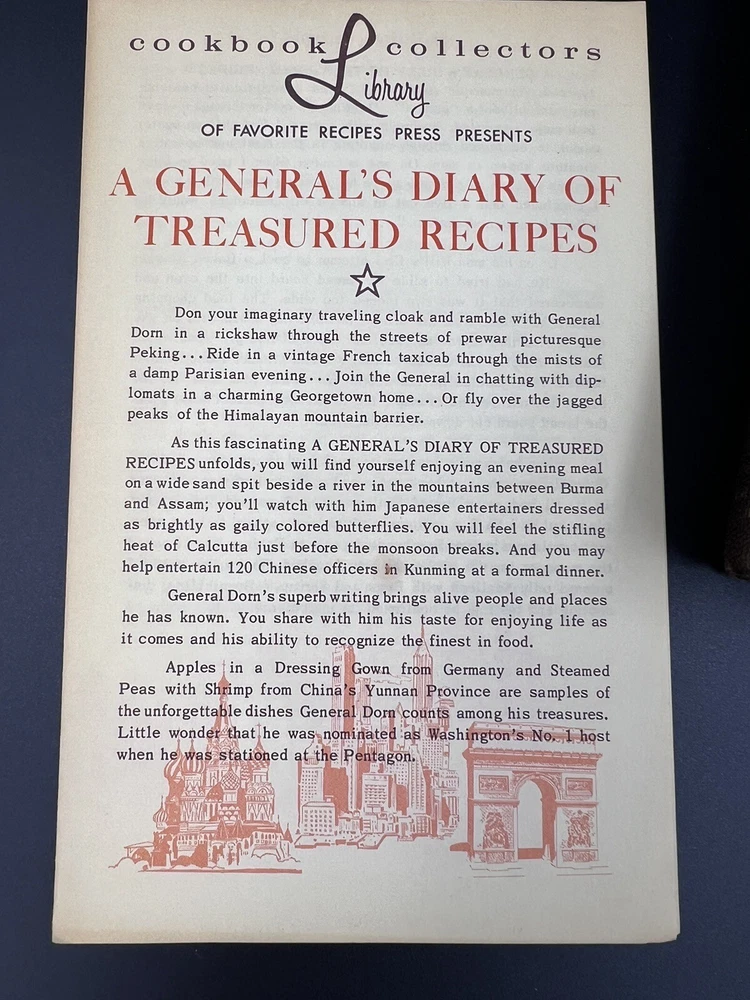 cookbook collectors
Library
OF FAVORITE RECIPES PRESS PRESENTS
A GENERAL'S DIARY OF
TREASURED RECIPES
Don your imaginary traveling cloak and ramble with General
Dorn in a rickshaw through the streets of prewar picturesque
Peking...Ride in a vintage French taxicab through the mists of
a damp Parisian evening...Join the General in chatting with dip-
lomats in a charming Georgetown home...Or fly over the jagged
peaks of the Himalayan mountain barrier.
As this fascinating A GENERAL'S DIARY OF TREASURED
RECIPES unfolds, you will find yourself enjoying an evening meal
on a wide sand spit beside a river in the mountains between Burma
and Assam; you'll watch with him Japanese entertainers dressed
as brightly as gaily colored butterflies. You will feel the stifling
heat of Calcutta just before the monsoon breaks. And you may
help entertain 120 Chinese officers in Kunming at a formal dinner.
General Dorn's superb writing brings alive people and places
he has known. You share with him his taste for enjoying life as
it comes and his ability to recognize the finest in food.
Apples in a Dressing Gown from Germany and Steamed
Peas with Shrimp from China's Yunnan Province are samples of
the unforgettable dishes General Dorn counts among his treasures.
Little wonder that he was nominated as Washington's No. 1 host
when he was stationed at the Pentagon.